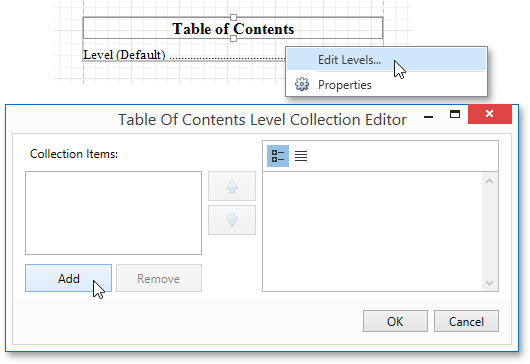 Table of Contents
Level (Default) ......................................
Edit Levels...
Properties
Table Of Contents Level Collection Editor
Collection Items:
Add
Remove
OK
Cancel